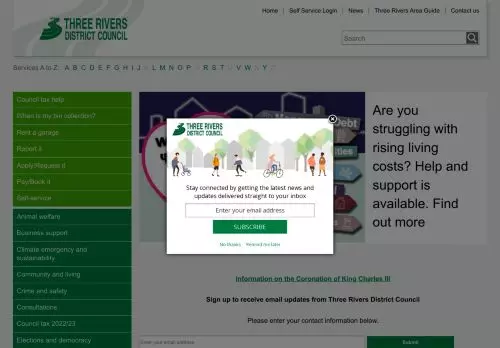 THREE RIVERS
DISTRICT COUNCIL
Home | Self Service Login | News | Three Rivers Area Guide | Contact us
Search
Services A to Z: A B C D E F G H I J K L M N O P Q R S T U V W X Y Z
Council tax help
When is my bin collection?
Rent a garage
Report it
Apply/Request it
Pay/Book it
Self-service
Animal welfare
Business support
Climate emergency and
sustainability
Community and living
Crime and safety
Consultations
Council tax 2022/23
Elections and democracy
Debt
Are you
struggling with
rising living
costs? Help and
support is
available. Find
out more
THREE RIVERS
DISTRICT COUNCIL
Stay connected by getting the latest news and
updates delivered straight to your inbox
Enter your email address
SUBSCRIBE
No thanks Remind me later
Information on the Coronation of King Charles III
Sign up to receive email updates from Three Rivers District Council
Please enter your contact information below.
Enter your email address
Submit